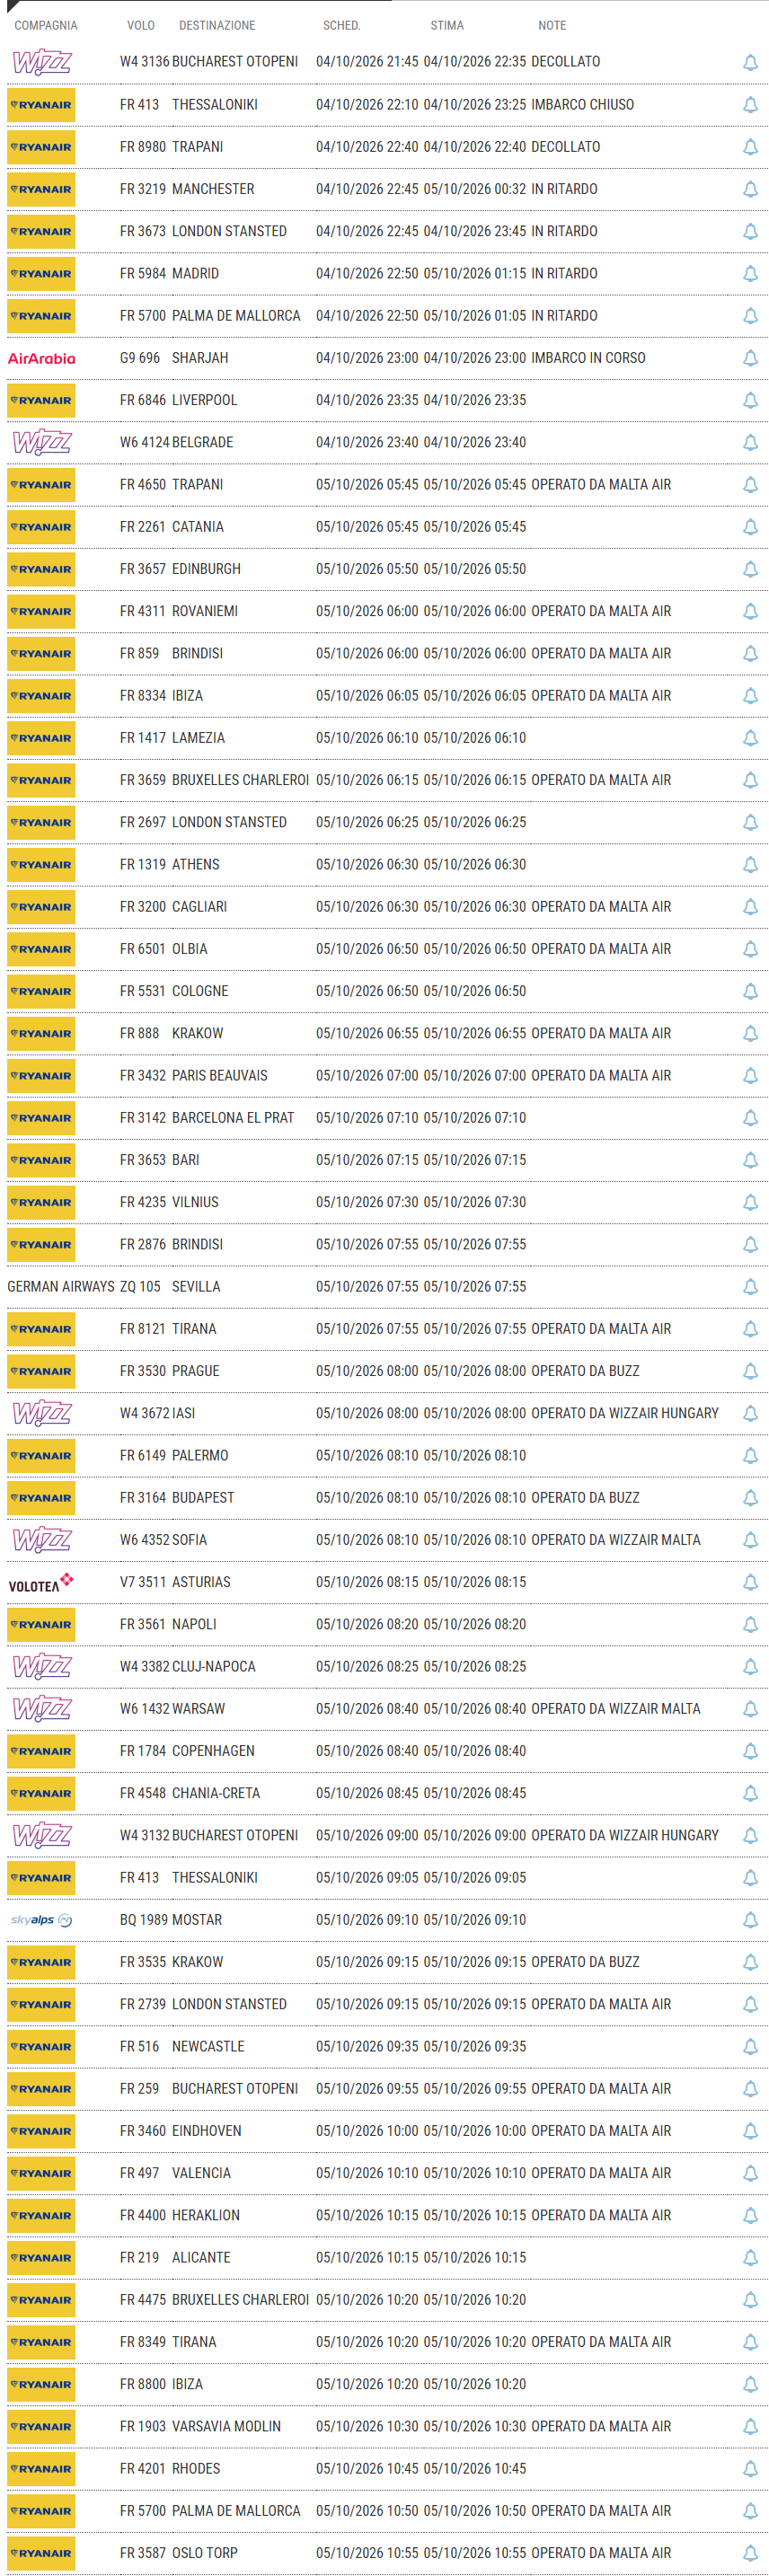 COMPAGNIA VOLO DESTINAZIONE SCHED. STIMA NOTE
WIZZ W4 3136 BUCHAREST OTOPENI 04/10/2026 21:45 04/10/2026 22:35 DECOLLATO
RYANAIR FR 413 THESSALONIKI 04/10/2026 22:10 04/10/2026 23:25 IMBARCO CHIUSO
RYANAIR FR 8980 TRAPANI 04/10/2026 22:40 04/10/2026 22:40 DECOLLATO
RYANAIR FR 3219 MANCHESTER 04/10/2026 22:45 05/10/2026 00:32 IN RITARDO
RYANAIR FR 3673 LONDON STANSTED 04/10/2026 22:45 04/10/2026 23:45 IN RITARDO
RYANAIR FR 5984 MADRID 04/10/2026 22:50 05/10/2026 01:15 IN RITARDO
RYANAIR FR 5700 PALMA DE MALLORCA 04/10/2026 22:50 05/10/2026 01:05 IN RITARDO
AirArabia G9 696 SHARJAH 04/10/2026 23:00 04/10/2026 23:00 IMBARCO IN CORSO
RYANAIR FR 6846 LIVERPOOL 04/10/2026 23:35 04/10/2026 23:35
WIZZ W6 4124 BELGRADE 04/10/2026 23:40 04/10/2026 23:40
RYANAIR FR 4650 TRAPANI 05/10/2026 05:45 05/10/2026 05:45 OPERATO DA MALTA AIR
RYANAIR FR 2261 CATANIA 05/10/2026 05:45 05/10/2026 05:45
RYANAIR FR 3657 EDINBURGH 05/10/2026 05:50 05/10/2026 05:50
RYANAIR FR 4311 ROVANIEMI 05/10/2026 06:00 05/10/2026 06:00 OPERATO DA MALTA AIR
RYANAIR FR 859 BRINDISI 05/10/2026 06:00 05/10/2026 06:00 OPERATO DA MALTA AIR
RYANAIR FR 8334 IBIZA 05/10/2026 06:05 05/10/2026 06:05 OPERATO DA MALTA AIR
RYANAIR FR 1417 LAMEZIA 05/10/2026 06:10 05/10/2026 06:10
RYANAIR FR 3659 BRUXELLES CHARLEROI 05/10/2026 06:15 05/10/2026 06:15 OPERATO DA MALTA AIR
RYANAIR FR 2697 LONDON STANSTED 05/10/2026 06:25 05/10/2026 06:25
RYANAIR FR 1319 ATHENS 05/10/2026 06:30 05/10/2026 06:30
RYANAIR FR 3200 CAGLIARI 05/10/2026 06:30 05/10/2026 06:30 OPERATO DA MALTA AIR
RYANAIR FR 6501 OLBIA 05/10/2026 06:50 05/10/2026 06:50 OPERATO DA MALTA AIR
RYANAIR FR 5531 COLOGNE 05/10/2026 06:50 05/10/2026 06:50
RYANAIR FR 888 KRAKOW 05/10/2026 06:55 05/10/2026 06:55 OPERATO DA MALTA AIR
RYANAIR FR 3432 PARIS BEAUVAIS 05/10/2026 07:00 05/10/2026 07:00 OPERATO DA MALTA AIR
RYANAIR FR 3142 BARCELONA EL PRAT 05/10/2026 07:10 05/10/2026 07:10
RYANAIR FR 3653 BARI 05/10/2026 07:15 05/10/2026 07:15
RYANAIR FR 4235 VILNIUS 05/10/2026 07:30 05/10/2026 07:30
RYANAIR FR 2876 BRINDISI 05/10/2026 07:55 05/10/2026 07:55
GERMAN AIRWAYS ZQ 105 SEVILLA 05/10/2026 07:55 05/10/2026 07:55
RYANAIR FR 8121 TIRANA 05/10/2026 07:55 05/10/2026 07:55 OPERATO DA MALTA AIR
RYANAIR FR 3530 PRAGUE 05/10/2026 08:00 05/10/2026 08:00 OPERATO DA BUZZ
WIZZ W4 3672 IASI 05/10/2026 08:00 05/10/2026 08:00 OPERATO DA WIZZAIR HUNGARY
RYANAIR FR 6149 PALERMO 05/10/2026 08:10 05/10/2026 08:10
RYANAIR FR 3164 BUDAPEST 05/10/2026 08:10 05/10/2026 08:10 OPERATO DA BUZZ
WIZZ W6 4352 SOFIA 05/10/2026 08:10 05/10/2026 08:10 OPERATO DA WIZZAIR MALTA
VOLOTEA V7 3511 ASTURIAS 05/10/2026 08:15 05/10/2026 08:15
RYANAIR FR 3561 NAPOLI 05/10/2026 08:20 05/10/2026 08:20
WIZZ W4 3382 CLUJ-NAPOCA 05/10/2026 08:25 05/10/2026 08:25
WIZZ W6 1432 WARSAW 05/10/2026 08:40 05/10/2026 08:40 OPERATO DA WIZZAIR MALTA
RYANAIR FR 1784 COPENHAGEN 05/10/2026 08:40 05/10/2026 08:40
RYANAIR FR 4548 CHANIA-CRETA 05/10/2026 08:45 05/10/2026 08:45
WIZZ W4 3132 BUCHAREST OTOPENI 05/10/2026 09:00 05/10/2026 09:00 OPERATO DA WIZZAIR HUNGARY
RYANAIR FR 413 THESSALONIKI 05/10/2026 09:05 05/10/2026 09:05
skyalps BQ 1989 MOSTAR 05/10/2026 09:10 05/10/2026 09:10
RYANAIR FR 3535 KRAKOW 05/10/2026 09:15 05/10/2026 09:15 OPERATO DA BUZZ
RYANAIR FR 2739 LONDON STANSTED 05/10/2026 09:15 05/10/2026 09:15 OPERATO DA MALTA AIR
RYANAIR FR 516 NEWCASTLE 05/10/2026 09:35 05/10/2026 09:35
RYANAIR FR 259 BUCHAREST OTOPENI 05/10/2026 09:55 05/10/2026 09:55 OPERATO DA MALTA AIR
RYANAIR FR 3460 EINDHOVEN 05/10/2026 10:00 05/10/2026 10:00 OPERATO DA MALTA AIR
RYANAIR FR 497 VALENCIA 05/10/2026 10:10 05/10/2026 10:10 OPERATO DA MALTA AIR
RYANAIR FR 4400 HERAKLION 05/10/2026 10:15 05/10/2026 10:15 OPERATO DA MALTA AIR
RYANAIR FR 219 ALICANTE 05/10/2026 10:15 05/10/2026 10:15
RYANAIR FR 4475 BRUXELLES CHARLEROI 05/10/2026 10:20 05/10/2026 10:20
RYANAIR FR 8349 TIRANA 05/10/2026 10:20 05/10/2026 10:20 OPERATO DA MALTA AIR
RYANAIR FR 8800 IBIZA 05/10/2026 10:20 05/10/2026 10:20
RYANAIR FR 1903 VARSAVIA MODLIN 05/10/2026 10:30 05/10/2026 10:30 OPERATO DA MALTA AIR
RYANAIR FR 4201 RHODES 05/10/2026 10:45 05/10/2026 10:45
RYANAIR FR 5700 PALMA DE MALLORCA 05/10/2026 10:50 05/10/2026 10:50 OPERATO DA MALTA AIR
RYANAIR FR 3587 OSLO TORP 05/10/2026 10:55 05/10/2026 10:55 OPERATO DA MALTA AIR